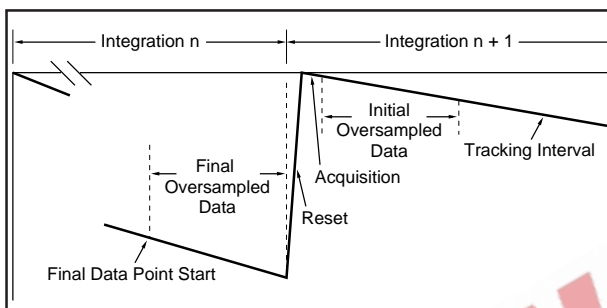 Integration n
Integration n + 1
Initial
Oversampled
Data
Tracking Interval
Final
Oversampled
Data
Acquisition
Reset
Final Data Point Start